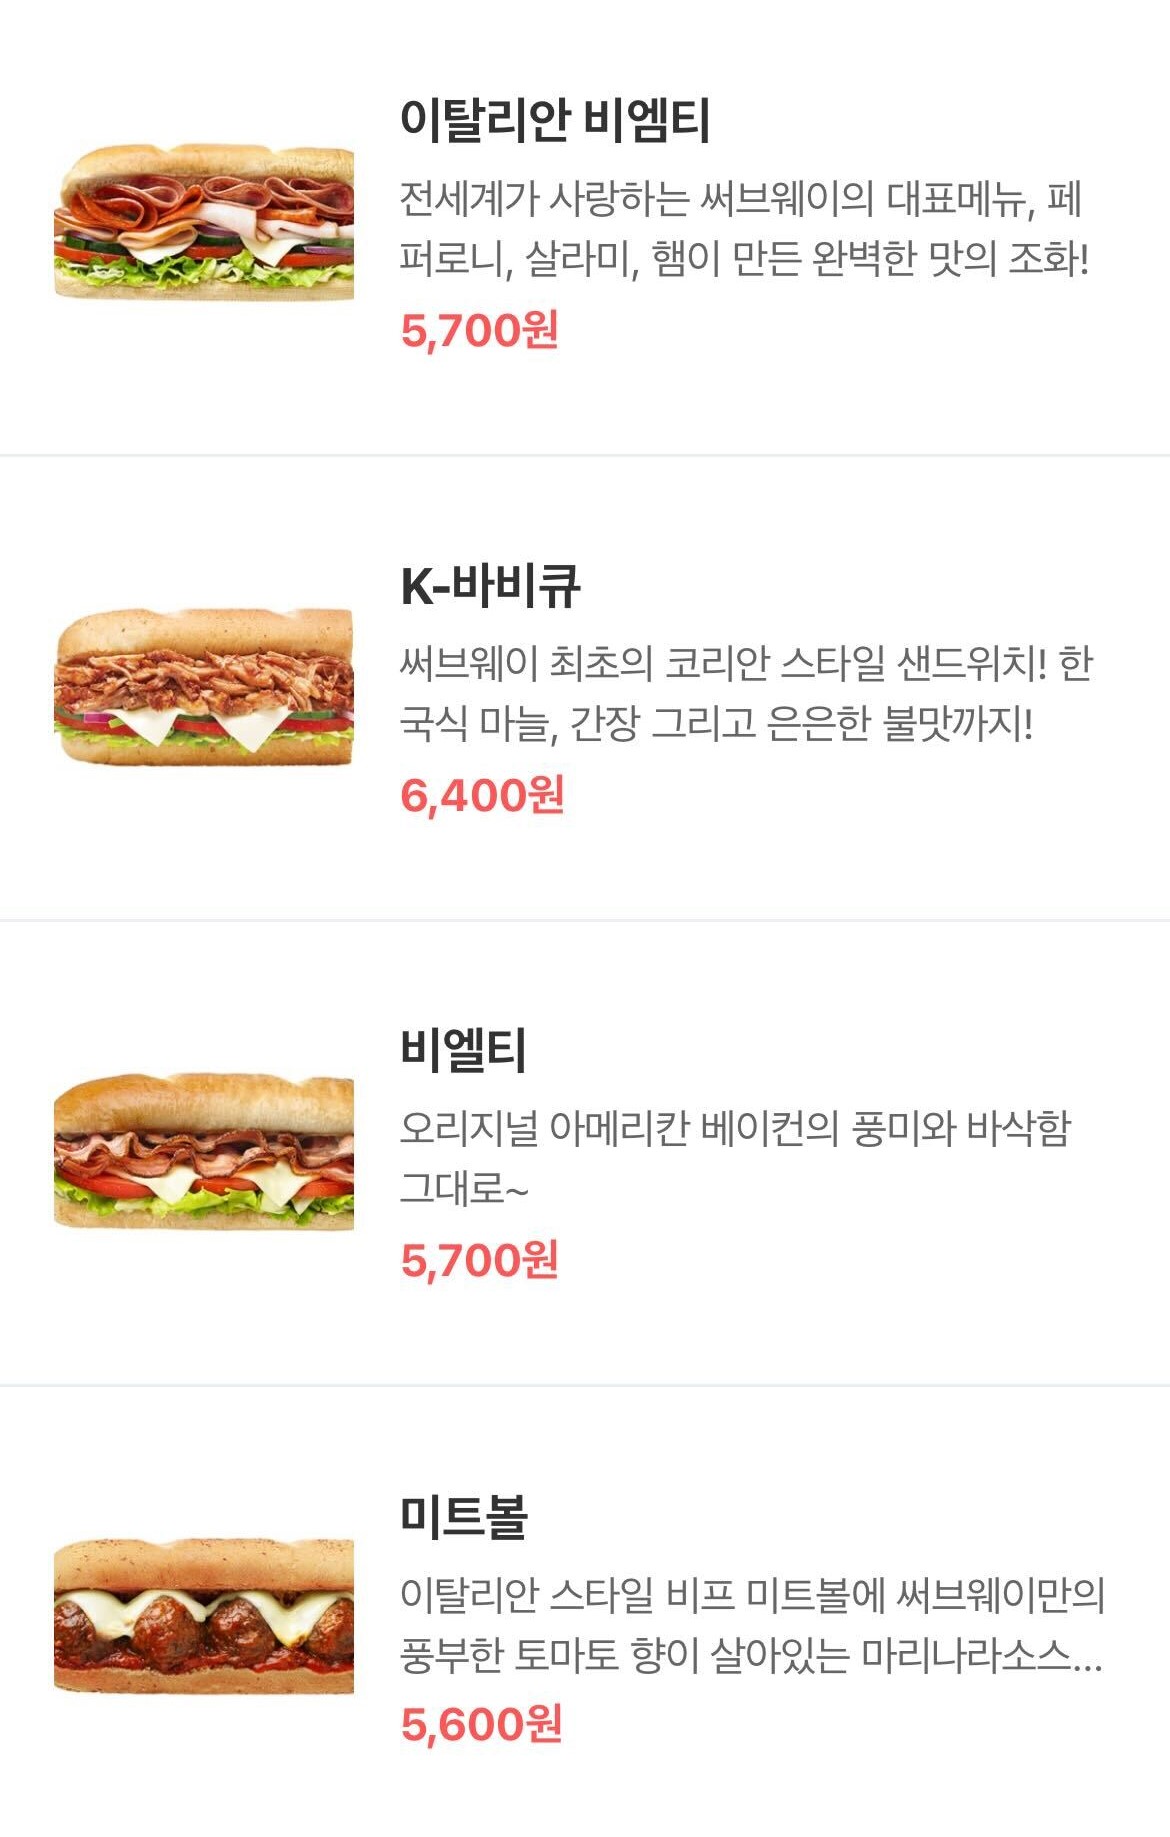 이탈리안 비엠티
전세계가 사랑하는 써브웨이의 대표메뉴, 페
퍼로니, 살라미, 햄이 만든 완벽한 맛의 조화!
5,700원
K-바비큐
써브웨이 최초의 코리안 스타일 샌드위치! 한
국식 마늘, 간장 그리고 은은한 불맛까지!
6,400원
비엘티
오리지널 아메리칸 베이컨의 풍미와 바삭함
그대로~
5,700원
미트볼
이탈리안 스타일 비프 미트볼에 써브웨이만의
풍부한 토마토 향이 살아있는 마리나라소스...
5,600원